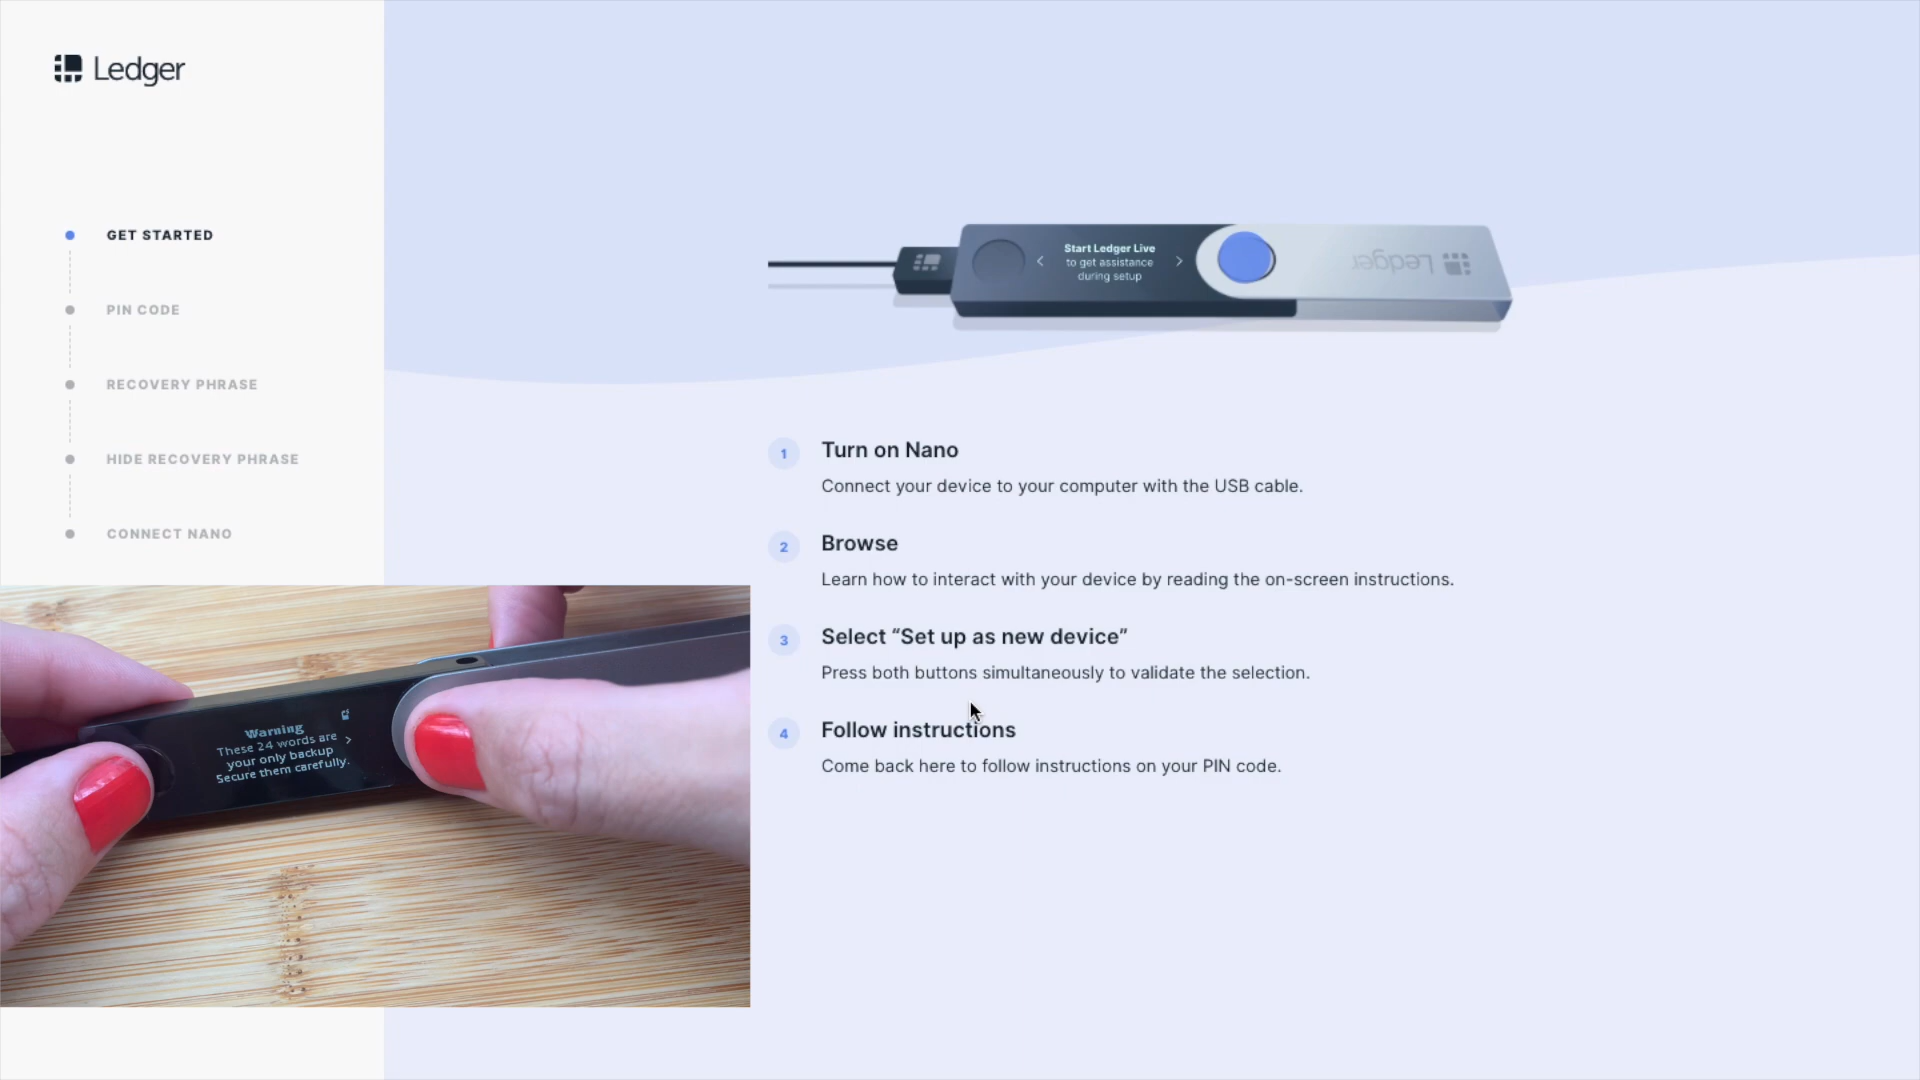 Ledger
GET STARTED
PIN CODE
RECOVERY PHRASE
HIDE RECOVERY PHRASE
CONNECT NANO
Start Ledger Live
to get assistance
during setup
Ledger
1
Turn on Nano
Connect your device to your computer with the USB cable.
2
Browse
Learn how to interact with your device by reading the on-screen instructions.
3
Select “Set up as new device”
Press both buttons simultaneously to validate the selection.
4
Follow instructions
Come back here to follow instructions on your PIN code.
Warning
These 24 words are
your only backup
Secure them carefully.